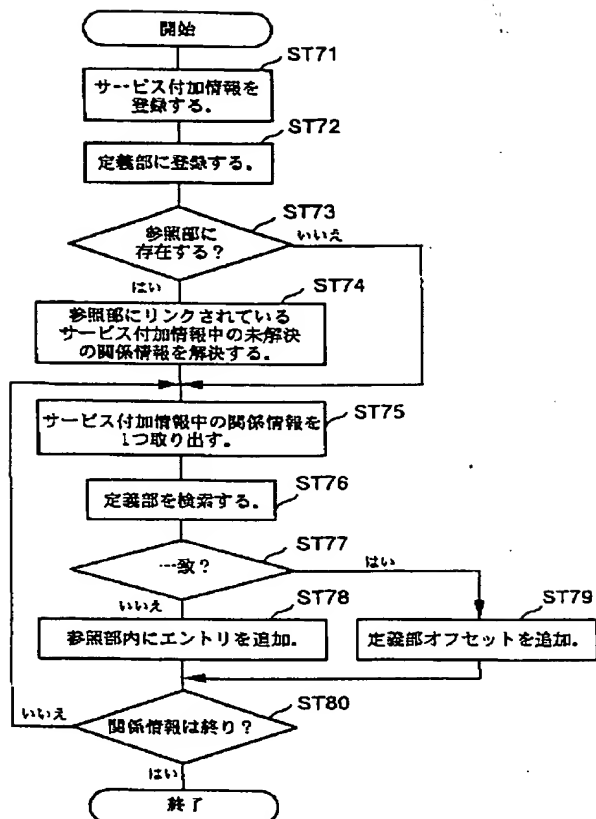 開始
ST71
サービス付加情報を
登録する。
ST72
定義部に登録する。
ST73
参照部に
存在する？
いいえ
はい
ST74
参照部にリンクされている
サービス付加情報中の未解決
の関係情報を解決する。
ST75
サービス付加情報中の関係情報を
1つ取り出す。
ST76
定義部を検索する。
ST77
一致？
はい
いいえ
ST78
ST79
参照部内にエントリを追加。
定義部オフセットを追加。
ST80
いいえ
関係情報は終り？
はい
終了